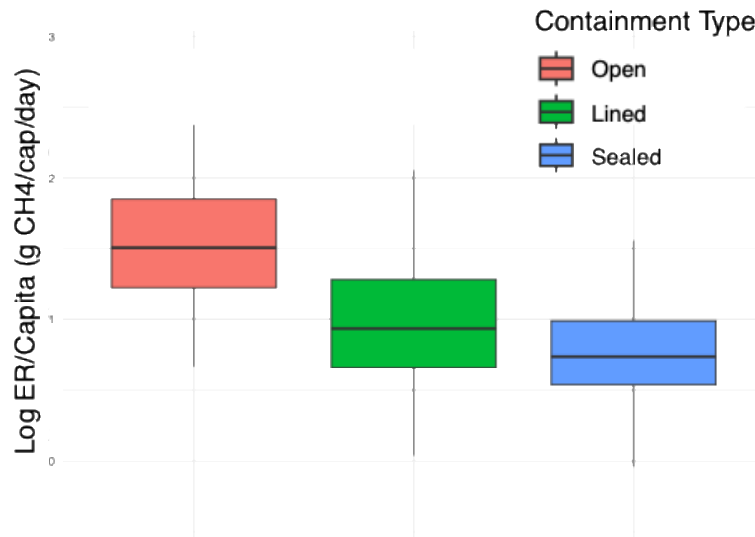 Containment Type
Open
Lined
Sealed
Log ER/Capita (g CH4/cap/day)
3
2
1
0